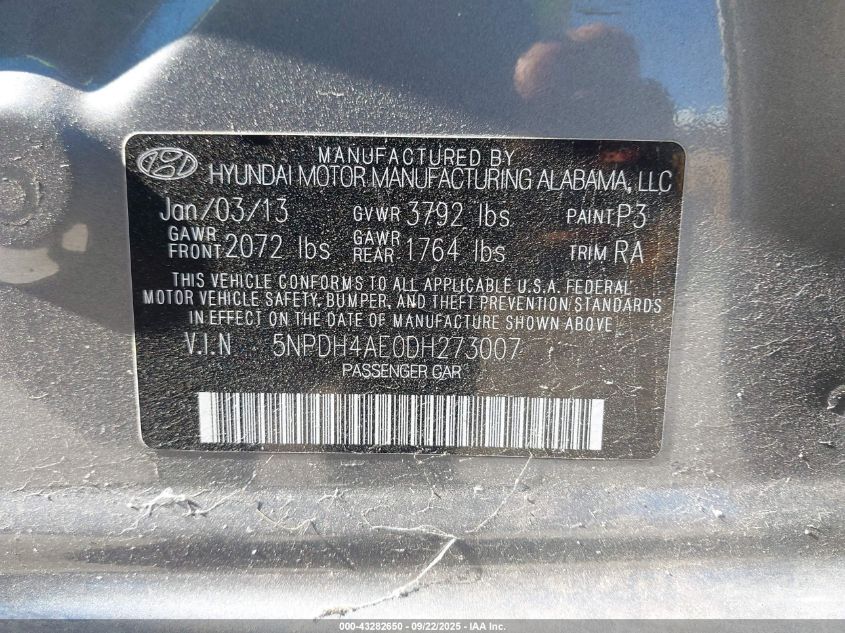 MANUFACTURED BY
HYUNDAI MOTOR MANUFACTURING ALABAMA, LLC
Jan/03/13 GVWR 3792 lbs PAINT P3
GAWR FRONT 2072 lbs GAWR REAR 1764 lbs TRIM RA
THIS VEHICLE CONFORMS TO ALL APPLICABLE U.S.A. FEDERAL
MOTOR VEHICLE SAFETY, BUMPER, AND THEFT PREVENTION STANDARDS
IN EFFECT ON THE DATE OF MANUFACTURE SHOWN ABOVE.
V.I.N 5NPDH4AE0DH273007
PASSENGER CAR
000-43282650 - 09/22/2025 - IAA Inc.